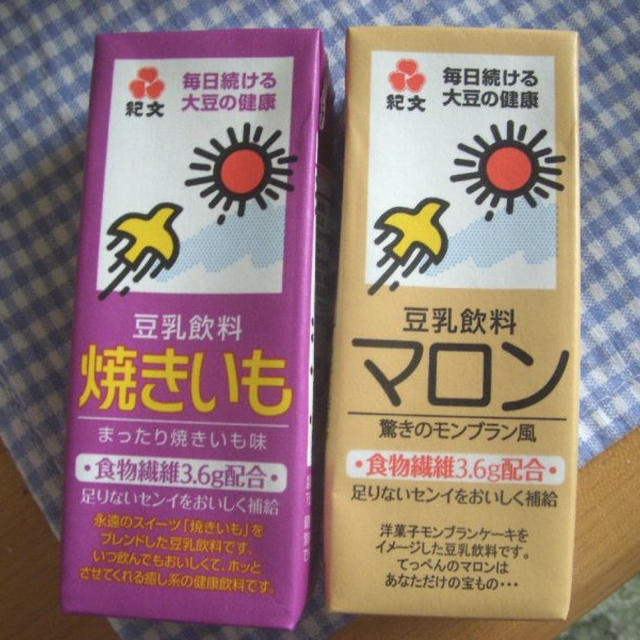 紀文
毎日続ける
大豆の健康
豆乳飲料
焼きいも
まったり焼きいも味
・食物繊維3.6g配合・
足りないセンイをおいしく補給
永遠のスイーツ「焼きいも」を
ブレンドした豆乳飲料です。
いつ飲んでもおいしくて、ホッと
させてくれる癒し系の健康飲料です。
紀文
毎日続ける
大豆の健康
豆乳飲料
マロン
驚きのモンブラン風
・食物繊維3.6g配合・
足りないセンイをおいしく補給
洋菓子モンブランケーキを
イメージした豆乳飲料です。
てっぺんのマロンは
あなただけの宝もの・・・